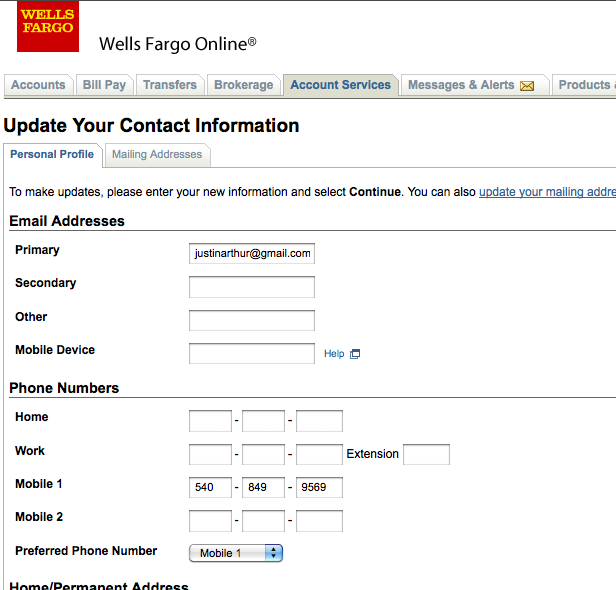 WELLS
FARGO
Wells Fargo Online®
Accounts Bill Pay Transfers Brokerage Account Services Messages & Alerts Products &
Update Your Contact Information
Personal Profile Mailing Addresses
To make updates, please enter your new information and select Continue. You can also update your mailing addre
Email Addresses
Primary justinarthur@gmail.com
Secondary
Other
Mobile Device Help
Phone Numbers
Home - -
Work - - Extension
Mobile 1 540 - 849 - 9569
Mobile 2 - -
Preferred Phone Number Mobile 1
Home/Permanent Address